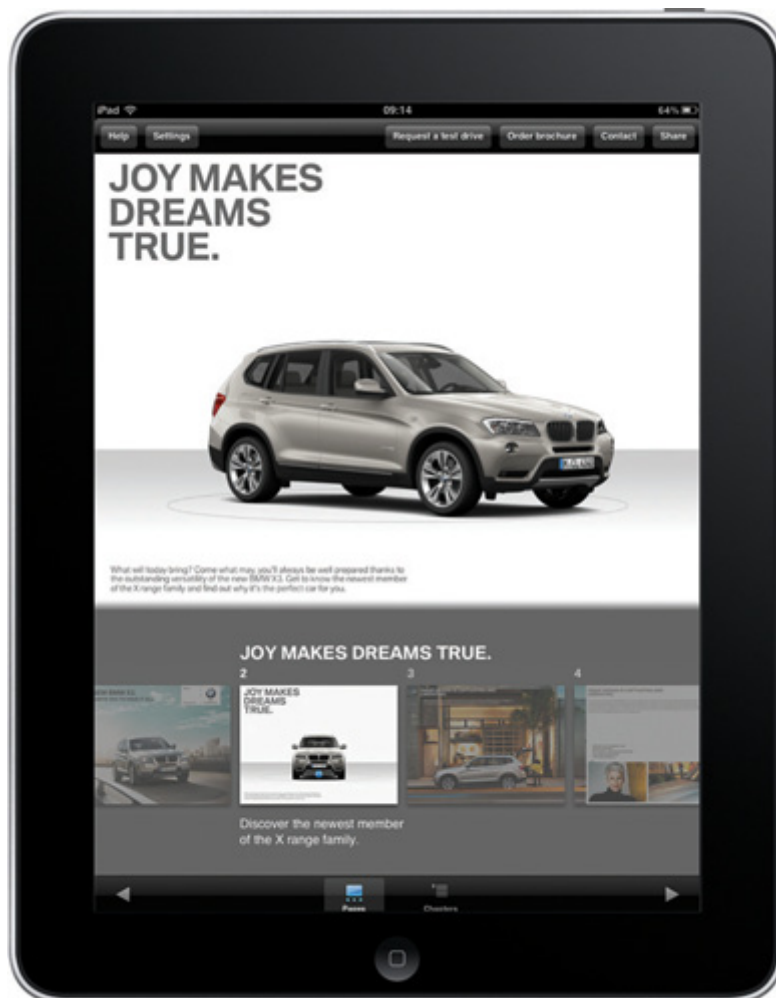 iPad
09:14
64%
Help
Settings
Request a test drive
Order brochure
Contact
Share
JOY MAKES
DREAMS
TRUE.
What will today bring? Come what may, you'll always be well prepared thanks to
the outstanding versatility of the new BMW X3. Get to know the newest member
of the X range family and find out why it's the perfect car for you.
JOY MAKES DREAMS TRUE.
2
3
4
JOY MAKES
DREAMS
TRUE.
Discover the newest member
of the X range family.
Pages
Chapters